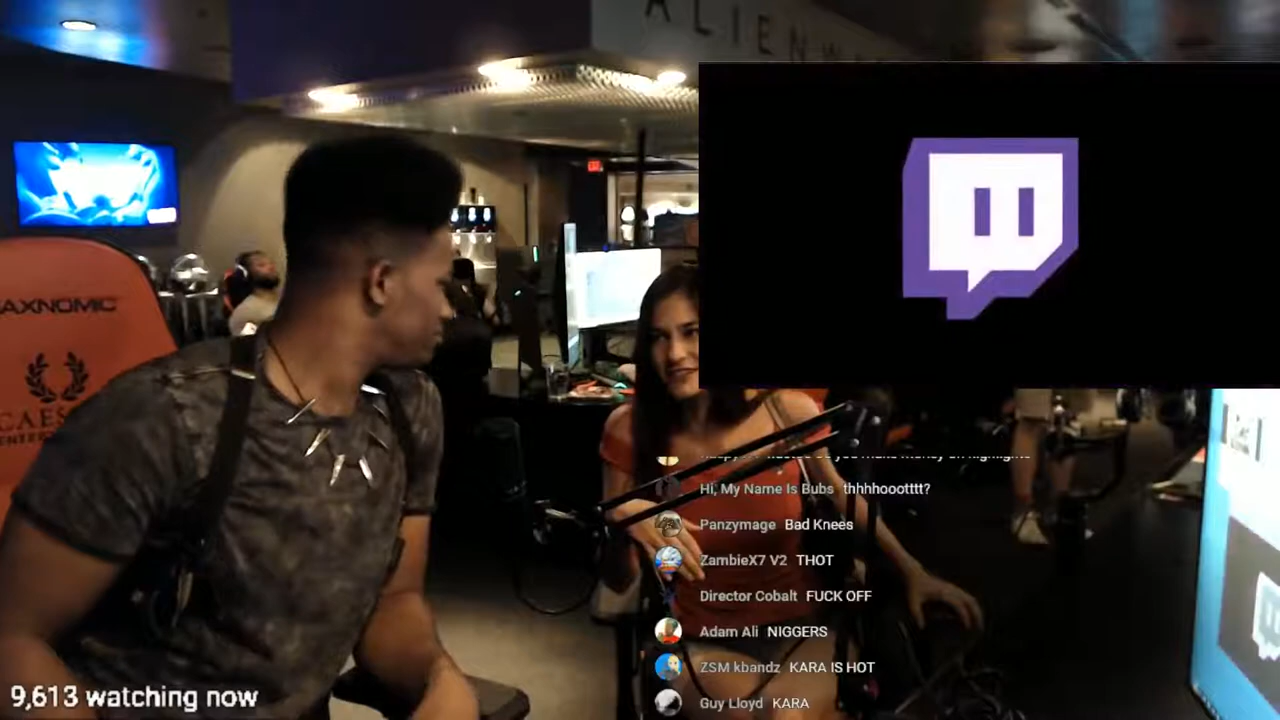 ALIENW
AXNOMIC
CAES
Hi, My Name Is Bubs thhhhoootttt?
Panzymage Bad Knees
ZambieX7 V2 THOT
Director Cobalt FUCK OFF
Adam Ali NIGGERS
ZSM kbandz KARA IS HOT
Guy Lloyd KARA
9,613 watching now